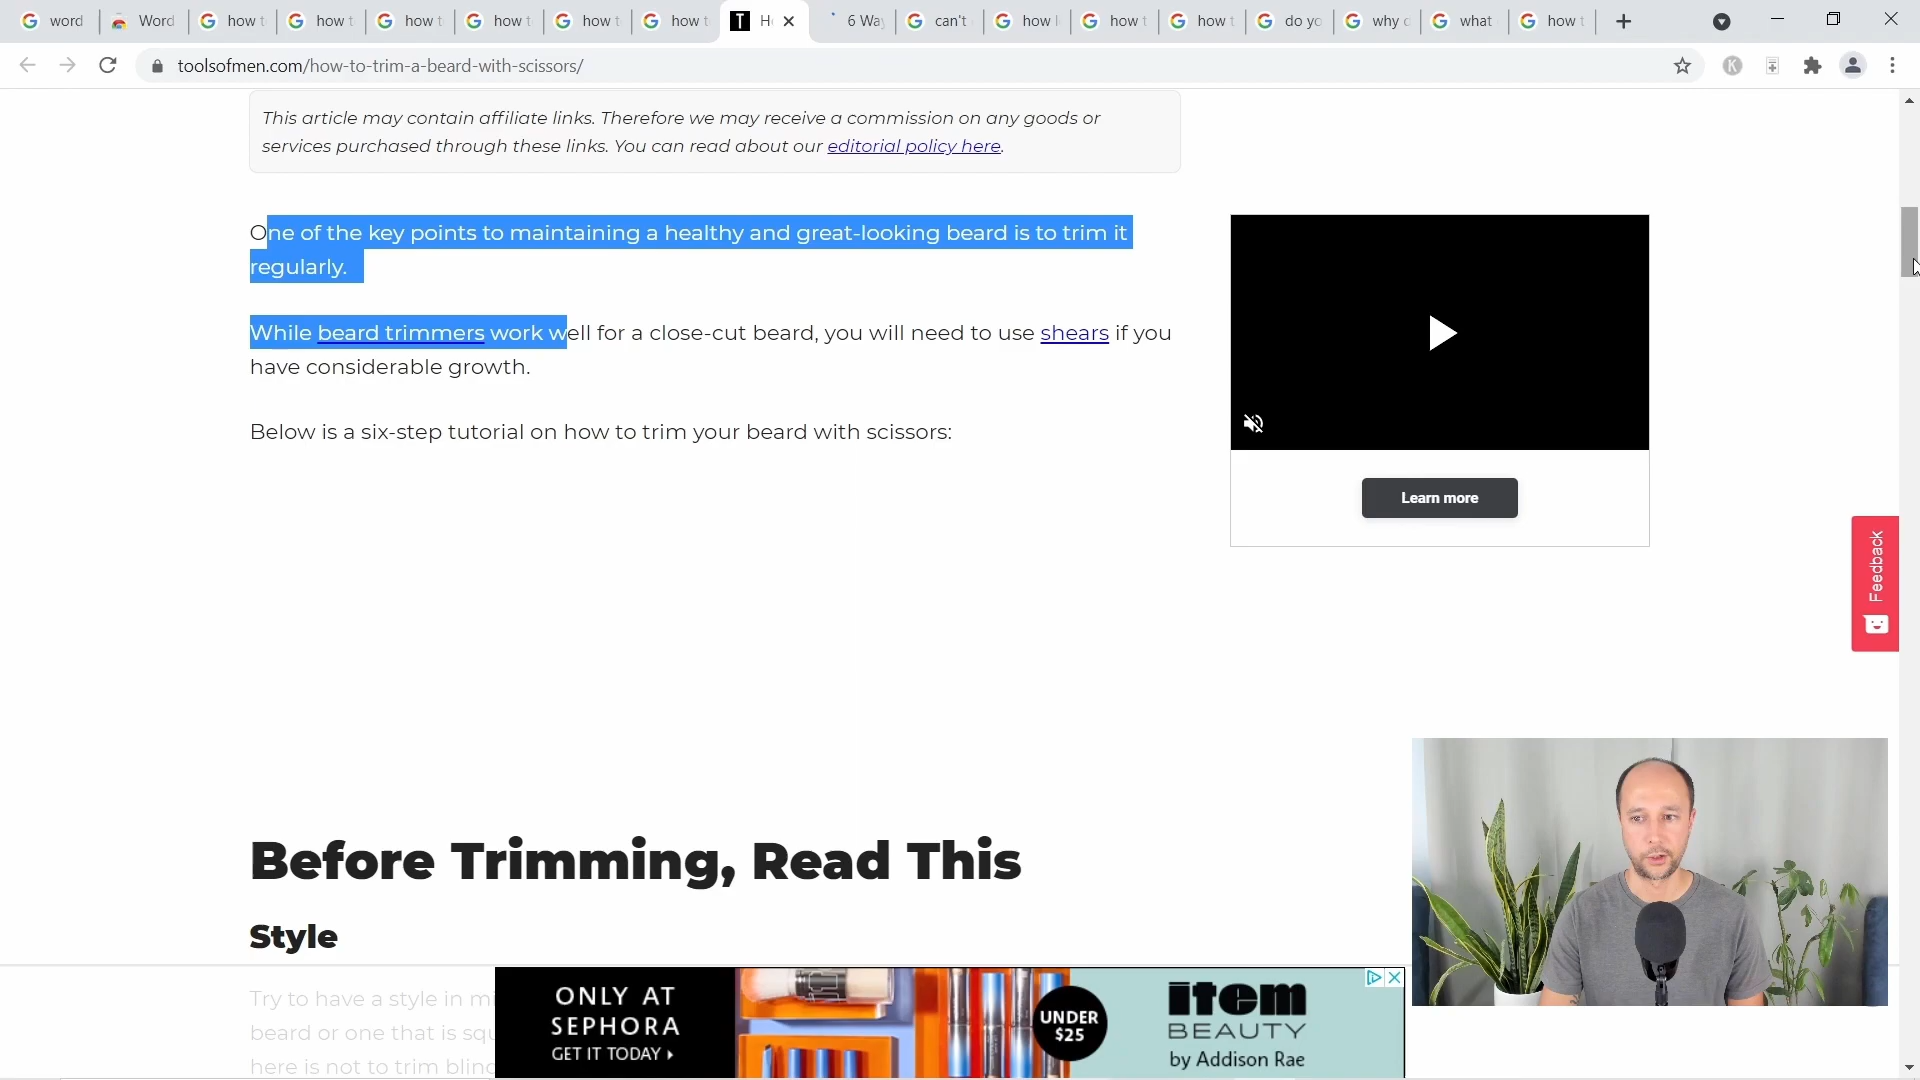 word
Word
how t
how t
how t
how t
how t
how t
H
6 Way
can't
how l
how t
how t
do yo
why d
what
how t
toolsofmen.com/how-to-trim-a-beard-with-scissors/
K
This article may contain affiliate links. Therefore we may receive a commission on any goods or
services purchased through these links. You can read about our editorial policy here.
One of the key points to maintaining a healthy and great-looking beard is to trim it
regularly.
While beard trimmers work well for a close-cut beard, you will need to use shears if you
have considerable growth.
Below is a six-step tutorial on how to trim your beard with scissors:
Learn more
Feedback
Before Trimming, Read This
Style
Try to have a style in mi
beard or one that is squ
here is not to trim blind
ONLY AT
SEPHORA
GET IT TODAY
UNDER
$25
item
BEAUTY
by Addison Rae